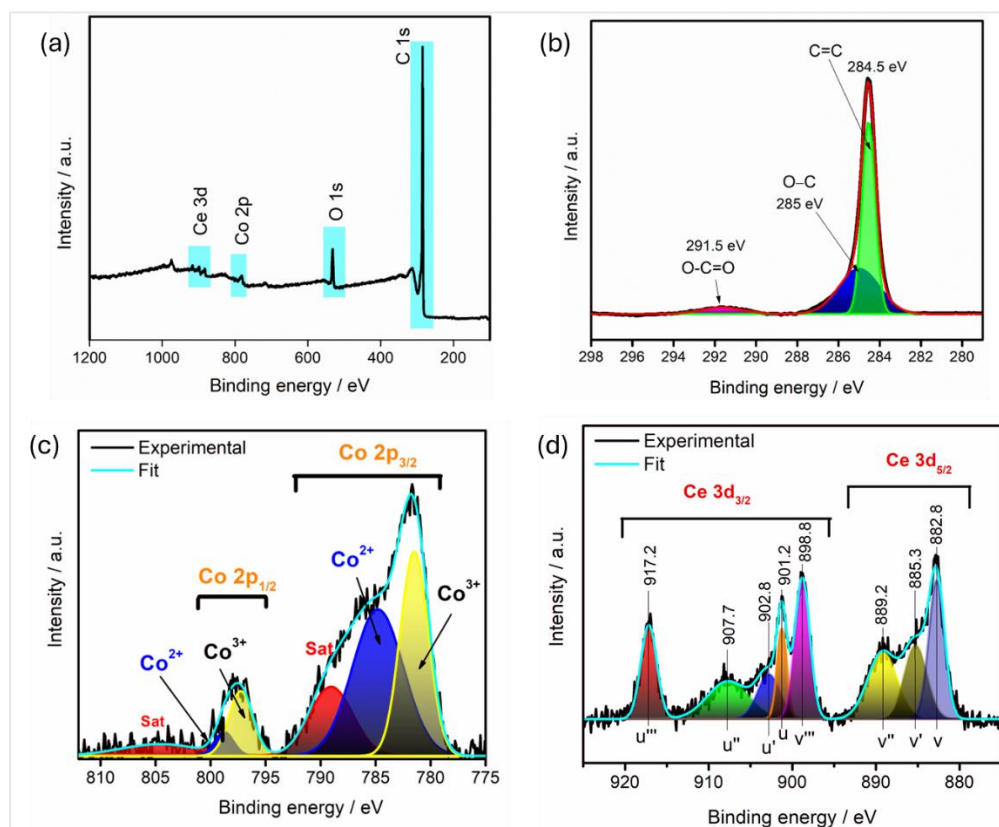 (a)
Intensity / a.u.
Ce 3d
Co 2p
O 1s
C 1s
1200 1000 800 600 400 200
Binding energy / eV
(b)
Intensity / a.u.
C=C
284.5 eV
O–C
285 eV
291.5 eV
O-C=O
298 296 294 292 290 288 286 284 282 280
Binding energy / eV
(c)
Experimental
Fit
Intensity / a.u.
Co 2p3/2
Co 2p1/2
Co2+
Co3+
Sat
Sat
Co2+
Co3+
810 805 800 795 790 785 780 775
Binding energy / eV
(d)
Experimental
Fit
Intensity / a.u.
Ce 3d3/2
Ce 3d5/2
917.2
907.7
902.8
901.2
898.8
889.2
885.3
882.8
u''' u'' u' u v''' v'' v' v
920 910 900 890 880
Binding energy / eV